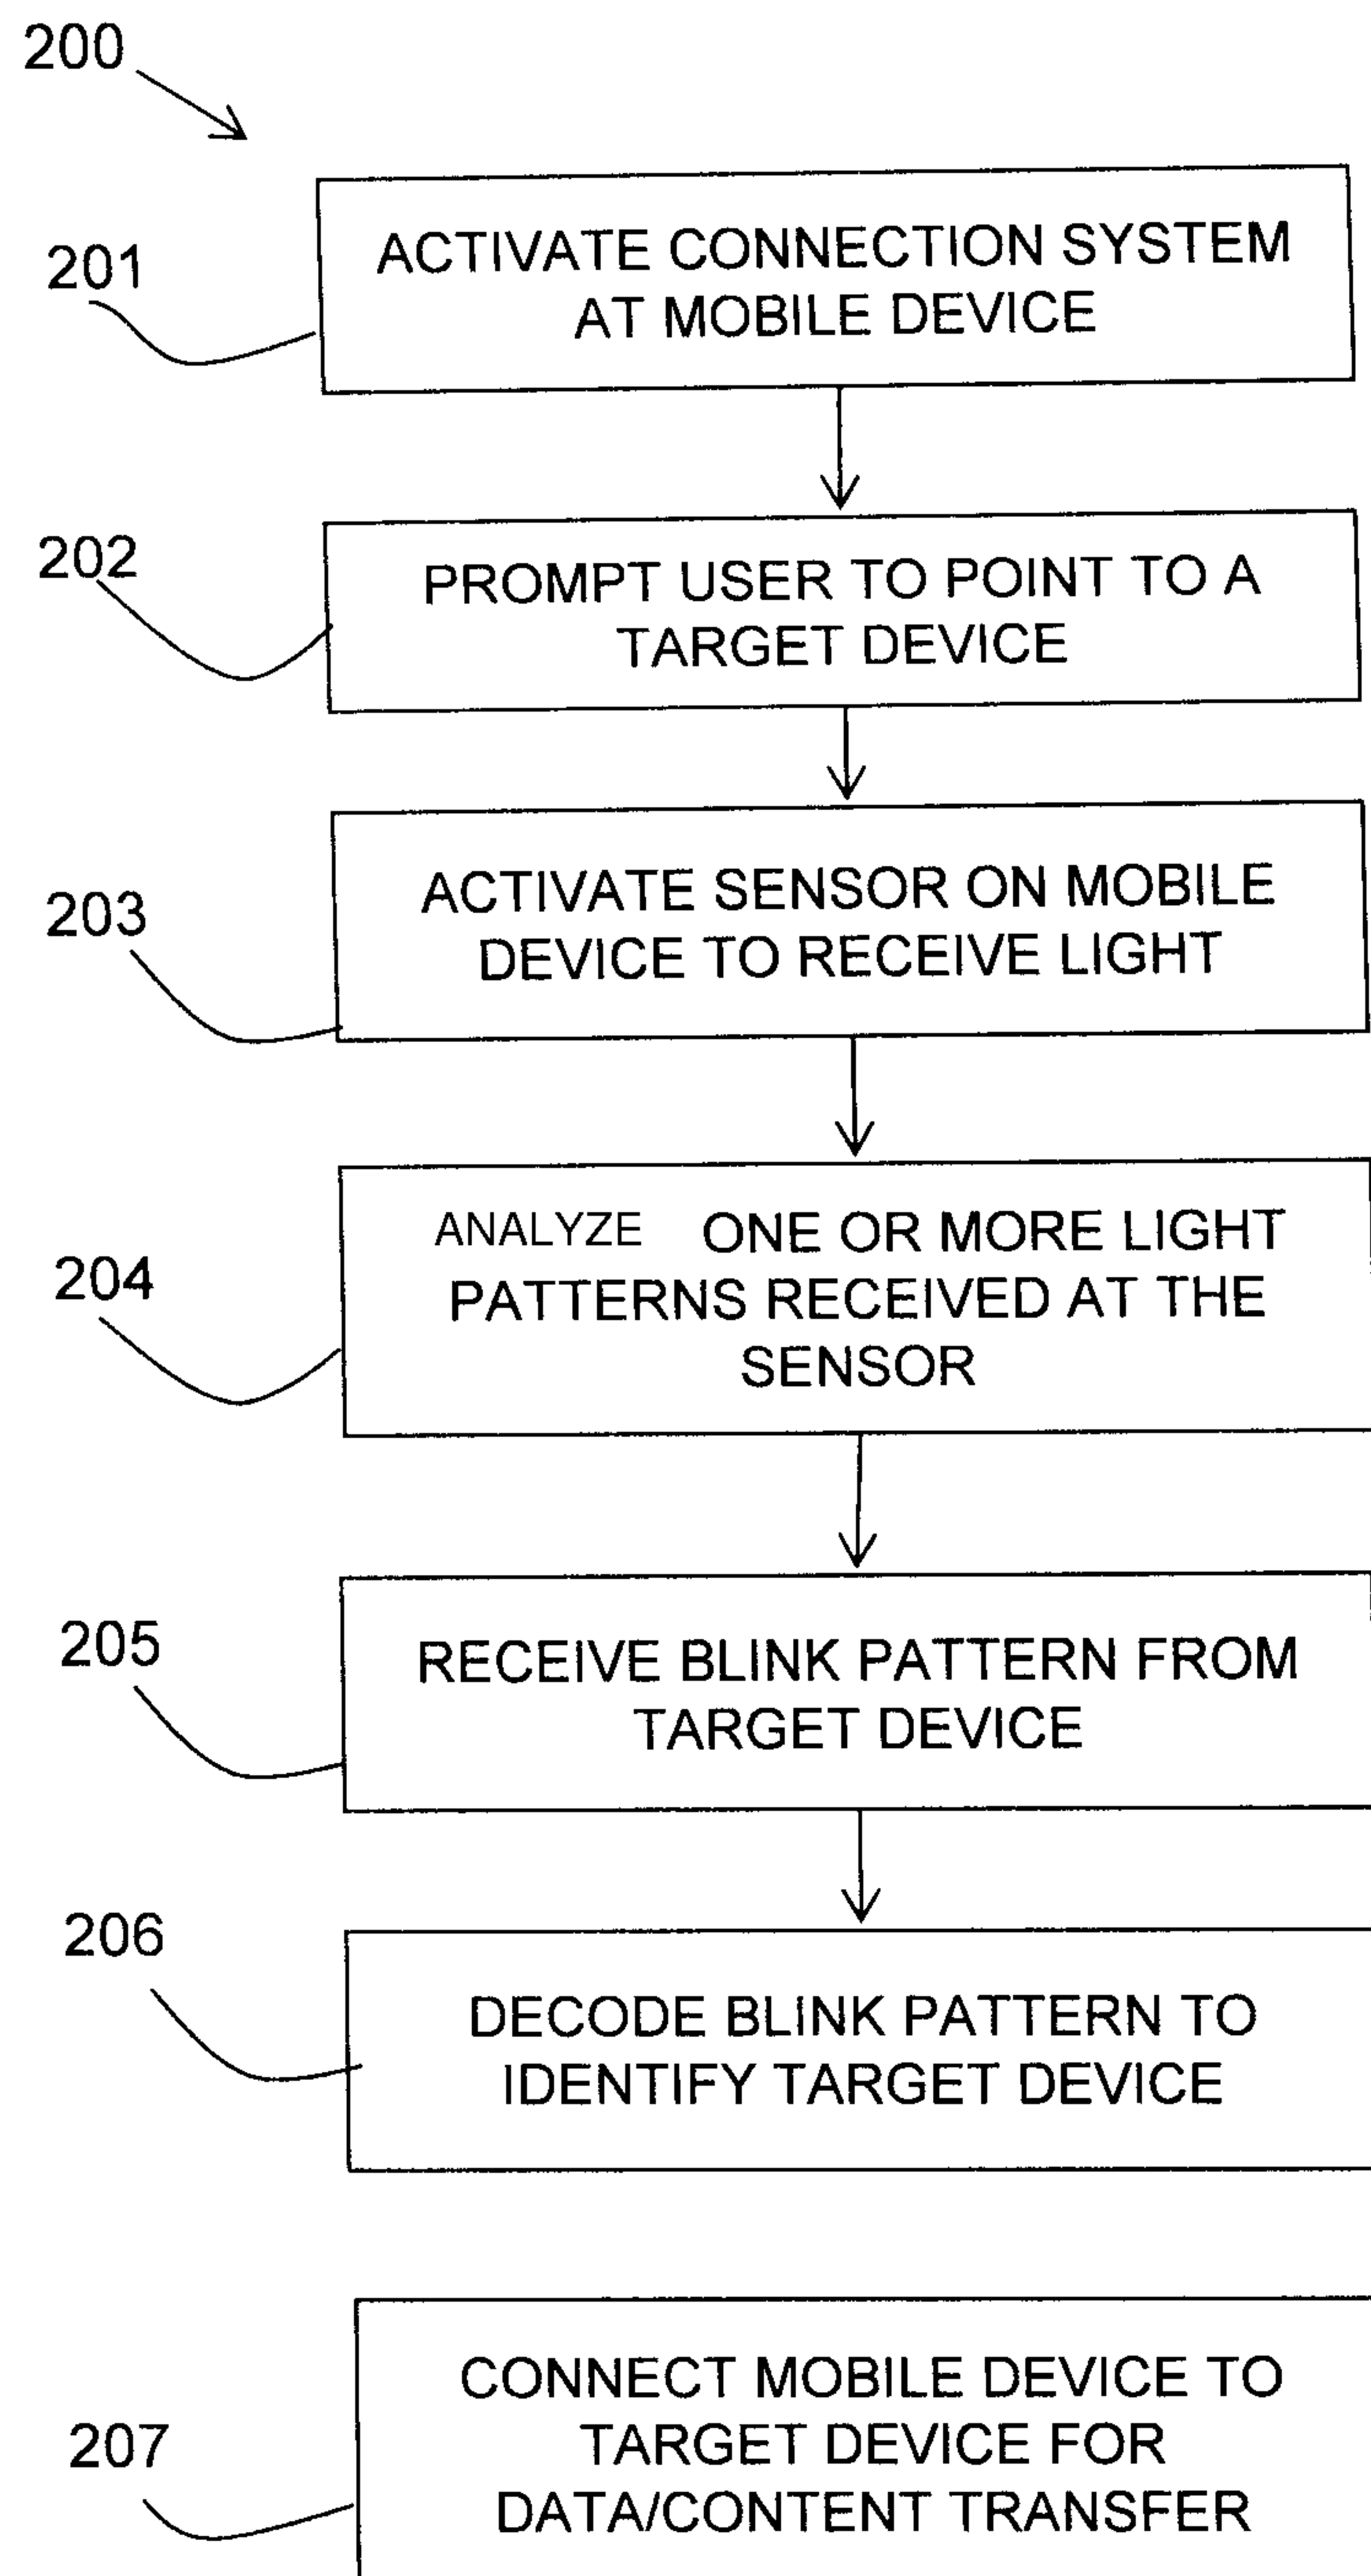 200
201
ACTIVATE CONNECTION SYSTEM
AT MOBILE DEVICE
202
PROMPT USER TO POINT TO A
TARGET DEVICE
203
ACTIVATE SENSOR ON MOBILE
DEVICE TO RECEIVE LIGHT
204
ANALYZE ONE OR MORE LIGHT
PATTERNS RECEIVED AT THE
SENSOR
205
RECEIVE BLINK PATTERN FROM
TARGET DEVICE
206
DECODE BLINK PATTERN TO
IDENTIFY TARGET DEVICE
207
CONNECT MOBILE DEVICE TO
TARGET DEVICE FOR
DATA/CONTENT TRANSFER